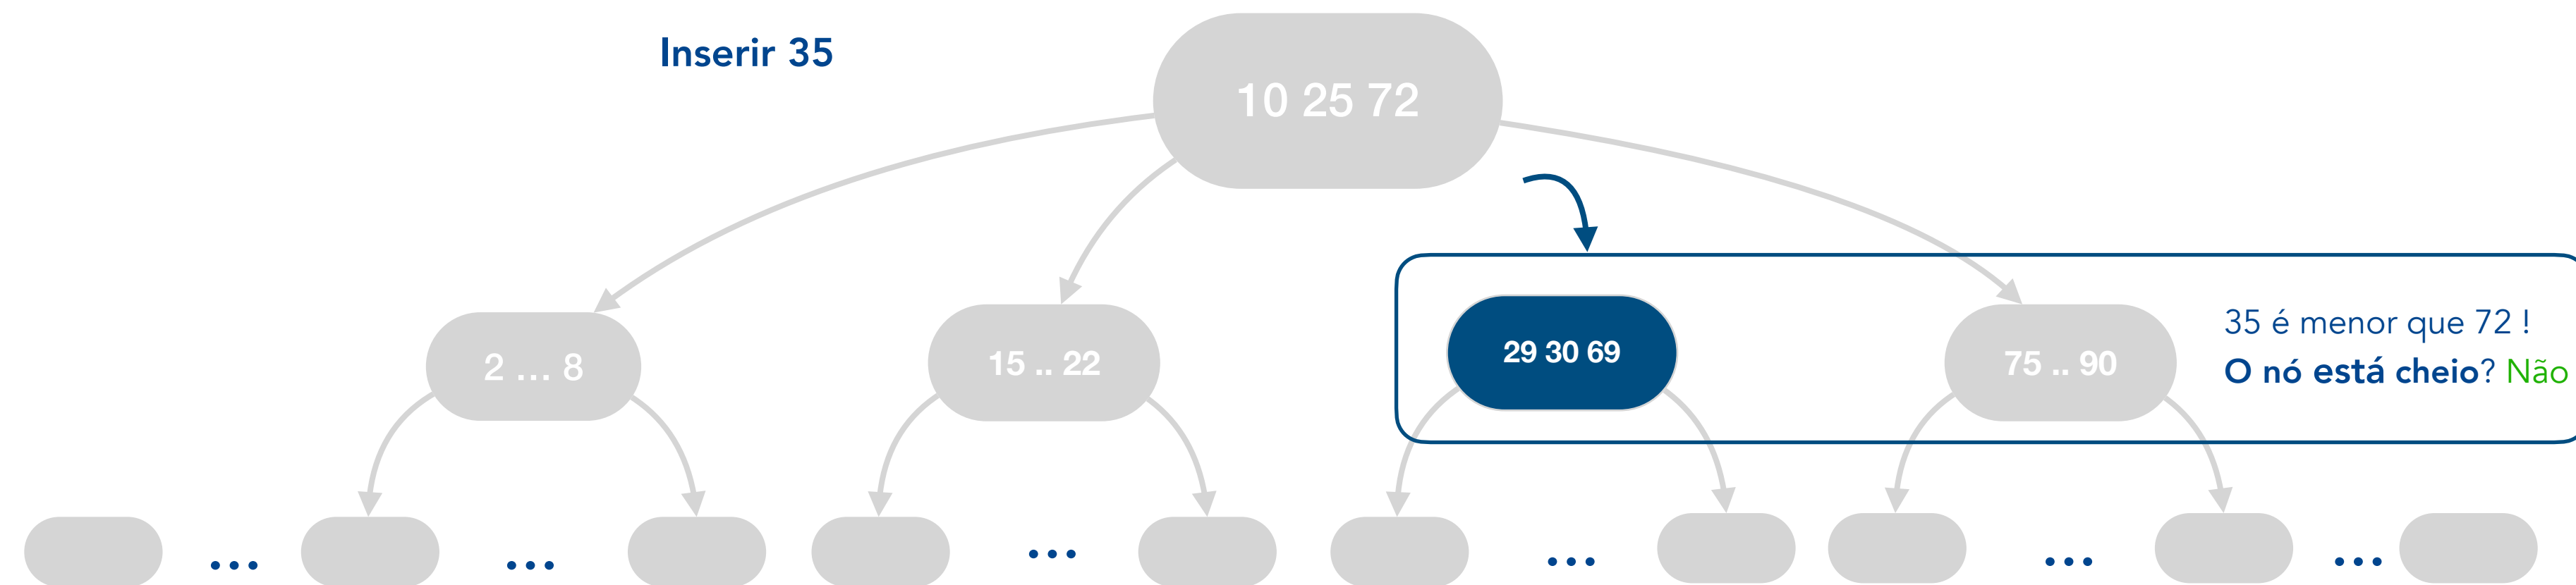 Inserir 35
10 25 72
2 ... 8
15 .. 22
29 30 69
75 .. 90
35 é menor que 72 !
O nó está cheio? Não
... ... ... ... ... ...